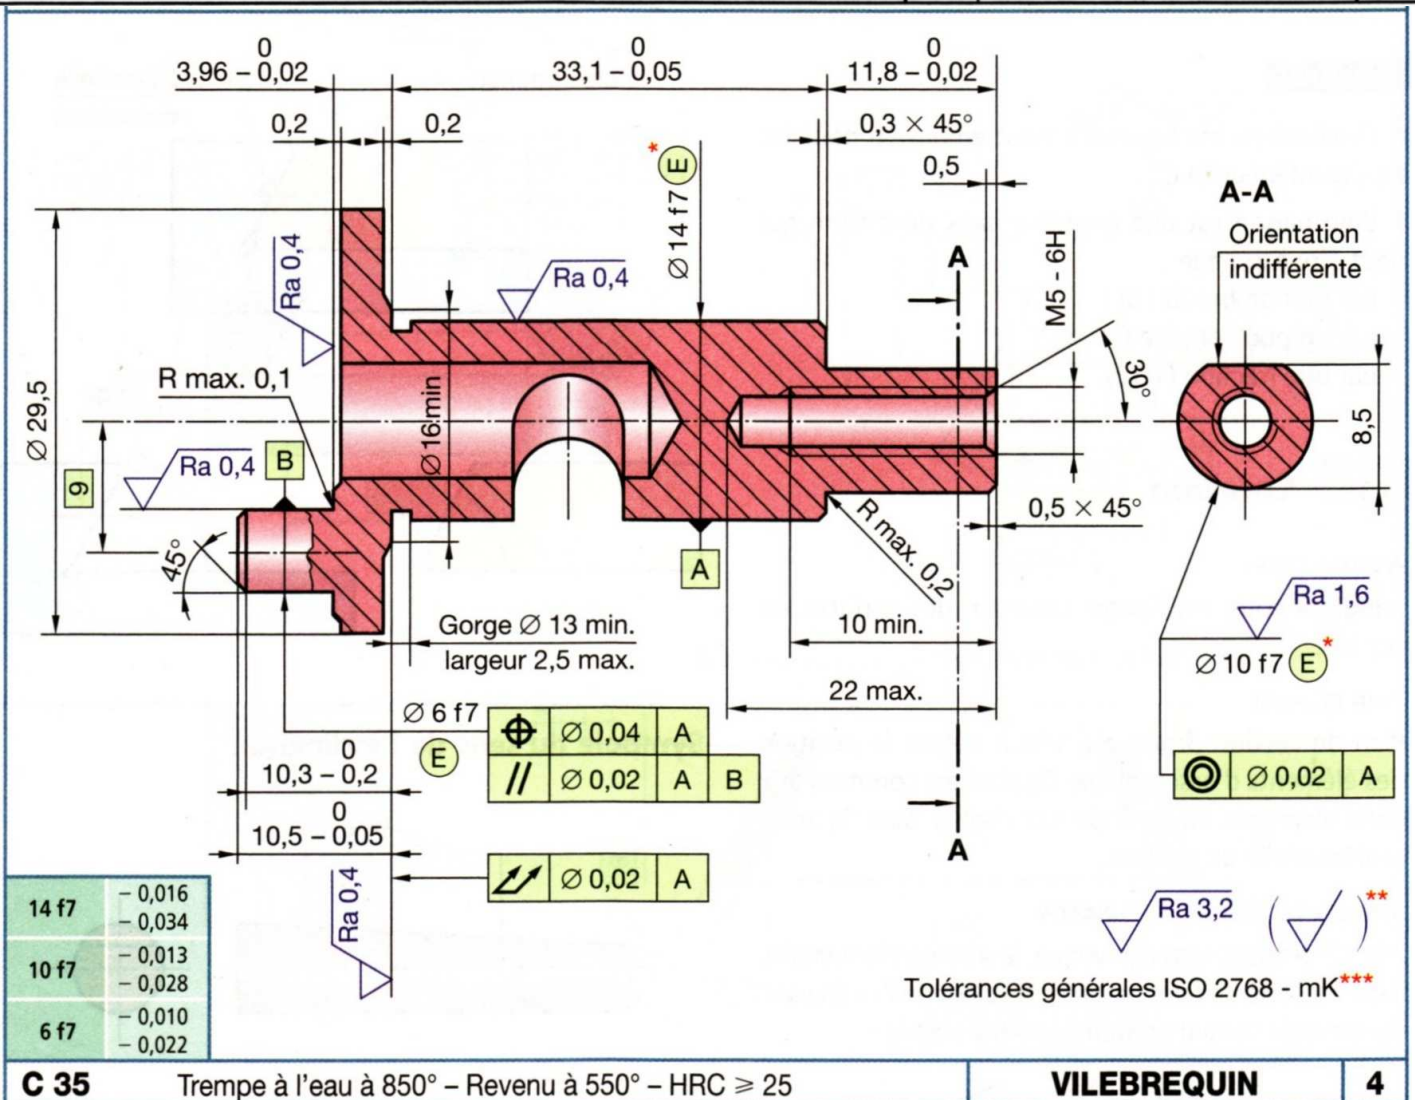 0 0 0
3,96 – 0,02 33,1 – 0,05 11,8 – 0,02
0,2 0,2 0,3 × 45°
* E 0,5
Ø 14 f7
A-A
Orientation
indifférente
A
M5 - 6H
Ra 0,4
Ra 0,4
30°
R max. 0,1
Ø 29,5
Ø 16min
8,5
9
Ra 0,4
B
0,5 × 45°
R max. 0,2
45°
A
Ra 1,6
Gorge Ø 13 min.
largeur 2,5 max.
10 min.
Ø 10 f7 E *
22 max.
Ø 6 f7
E
Ø 0,04 A
// Ø 0,02 A B
0
10,3 – 0,2
0
10,5 – 0,05
Ø 0,02 A
A
Ra 0,4
Ø 0,02 A
Ra 3,2 ( ) **
Tolérances générales ISO 2768 - mK***
14 f7 – 0,016
– 0,034
10 f7 – 0,013
– 0,028
6 f7 – 0,010
– 0,022
C 35 Trempe à l'eau à 850° – Revenu à 550° – HRC ⩾ 25 VILEBREQUIN 4